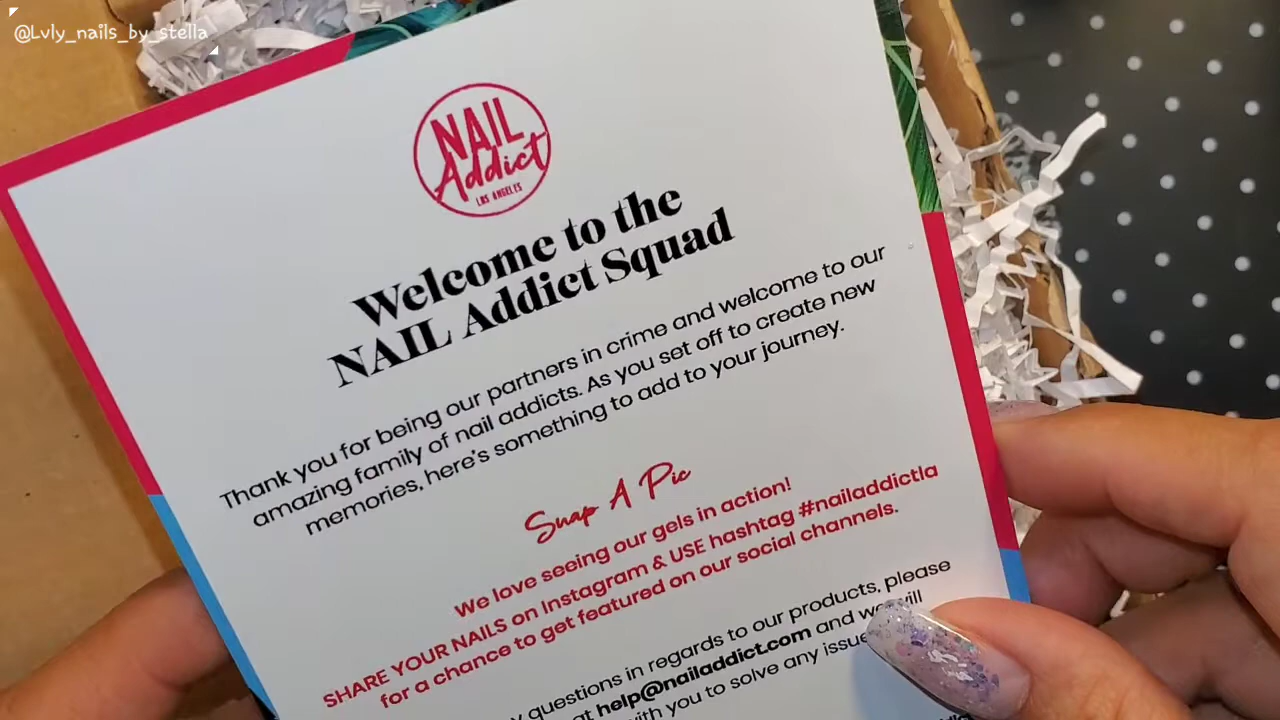 @Lvly_nails_by_stella
NAIL
Addict
LOS ANGELES
Welcome to the
NAIL Addict Squad
Thank you for being our partners in crime and welcome to our
amazing family of nail addicts. As you set off to create new
memories, here's something to add to your journey.
Snap A Pic
We love seeing our gels in action!
SHARE YOUR NAILS on Instagram & USE hashtag #nailaddictla
for a chance to get featured on our social channels.
questions in regards to our products, please
at help@nailaddict.com and we will
with you to solve any